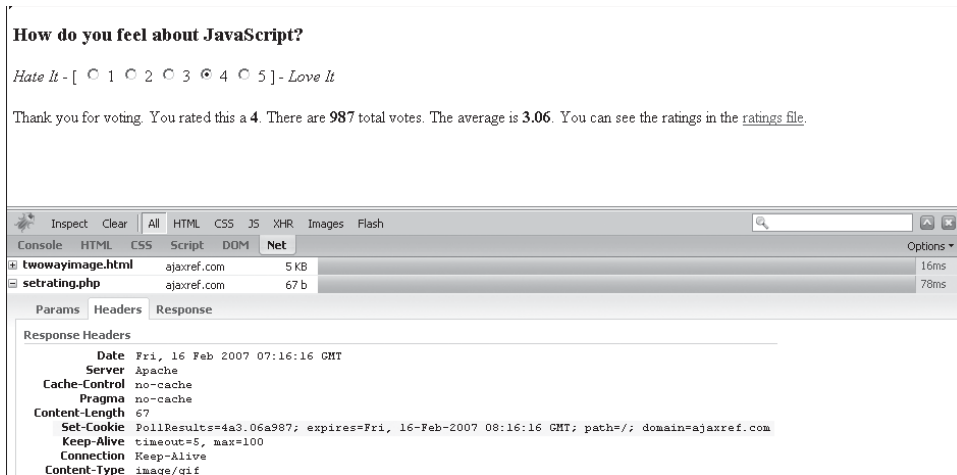 How do you feel about JavaScript?
Hate It - [ 1 2 3 4 5 ] - Love It
Thank you for voting. You rated this a 4. There are 987 total votes. The average is 3.06. You can see the ratings in the ratings file.
Inspect Clear All HTML CSS JS XHR Images Flash
Console HTML CSS Script DOM Net Options
twowayimage.html ajaxref.com 5 KB 16ms
setrating.php ajaxref.com 67 b 78ms
Params Headers Response
Response Headers
Date Fri, 16 Feb 2007 07:16:16 GMT
Server Apache
Cache-Control no-cache
Pragma no-cache
Content-Length 67
Set-Cookie PollResults=4a3.06a987; expires=Fri, 16-Feb-2007 08:16:16 GMT; path=/; domain=ajaxref.com
Keep-Alive timeout=5, max=100
Connection Keep-Alive
Content-Type image/gif